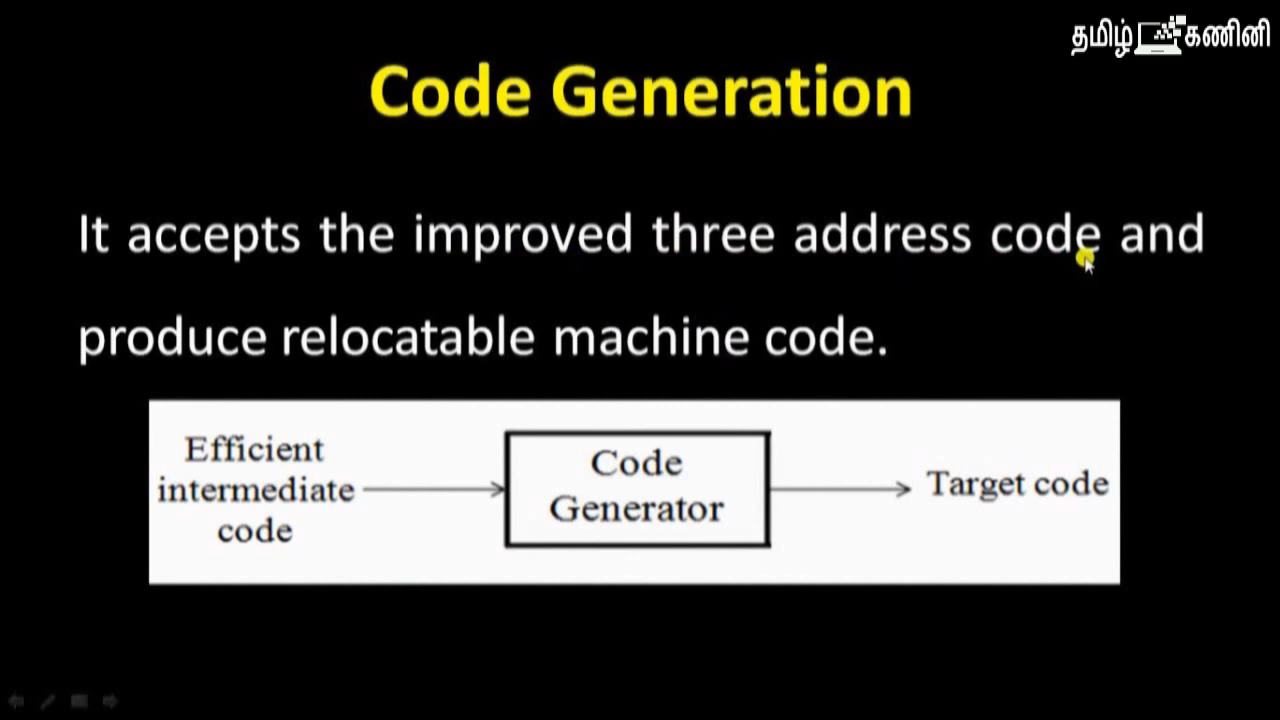 தமிழ் கணினி
Code Generation
It accepts the improved three address code and
produce relocatable machine code.
Efficient
intermediate
code
Code
Generator
Target code